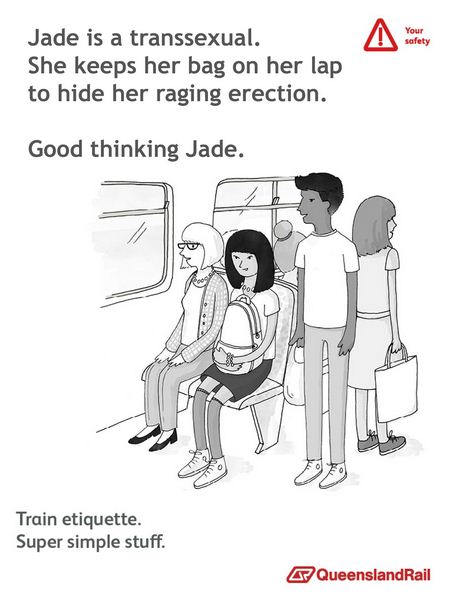 Jade is a transsexual.
She keeps her bag on her lap
to hide her raging erection.
Good thinking Jade.
Your
safety
Train etiquette.
Super simple stuff.
QueenslandRail